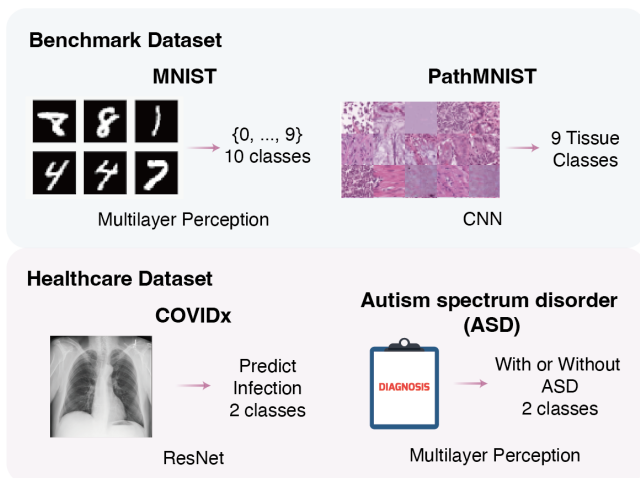 Benchmark Dataset
MNIST
{0, ..., 9}
10 classes
Multilayer Perception
PathMNIST
9 Tissue
Classes
CNN
Healthcare Dataset
COVIDx
Predict
Infection
2 classes
ResNet
Autism spectrum disorder
(ASD)
DIAGNOSIS
With or Without
ASD
2 classes
Multilayer Perception